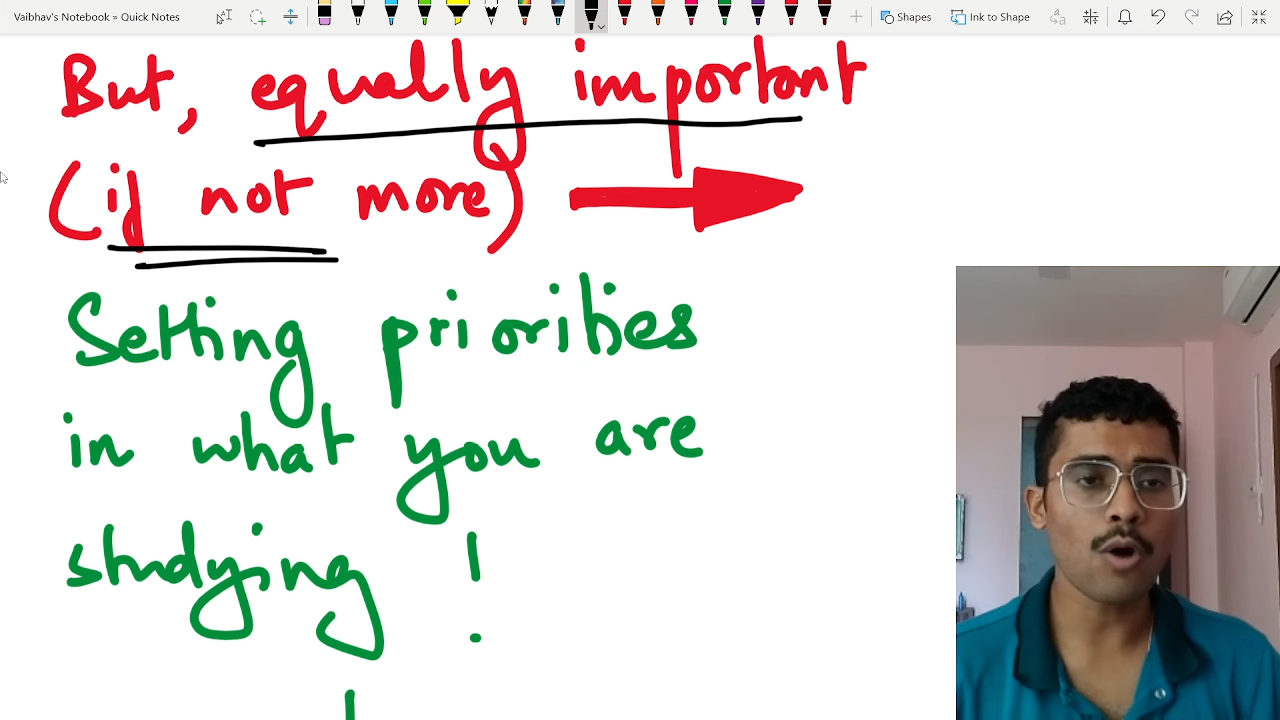 Vaibhav's Notebook » Quick Notes
Shapes
Ink to Shape
But, equally important
(if not more)
Setting priorities
in what you are
studying !